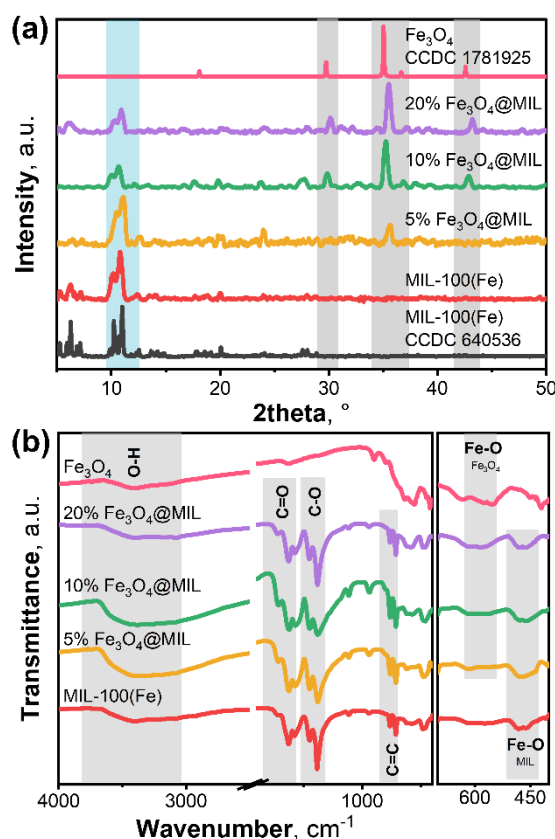 (a)
Fe₃O₄
CCDC 1781925
20% Fe₃O₄@MIL
10% Fe₃O₄@MIL
5% Fe₃O₄@MIL
MIL-100(Fe)
MIL-100(Fe)
CCDC 640536
Intensity, a.u.
10 20 30 40 50
2theta, °
(b)
Fe₃O₄
O-H
C=O
C-O
Fe-O
Fe₃O₄
20% Fe₃O₄@MIL
10% Fe₃O₄@MIL
5% Fe₃O₄@MIL
MIL-100(Fe)
C=C
Fe-O
MIL
Transmittance, a.u.
4000 3000 1000 600 450
Wavenumber, cm⁻¹